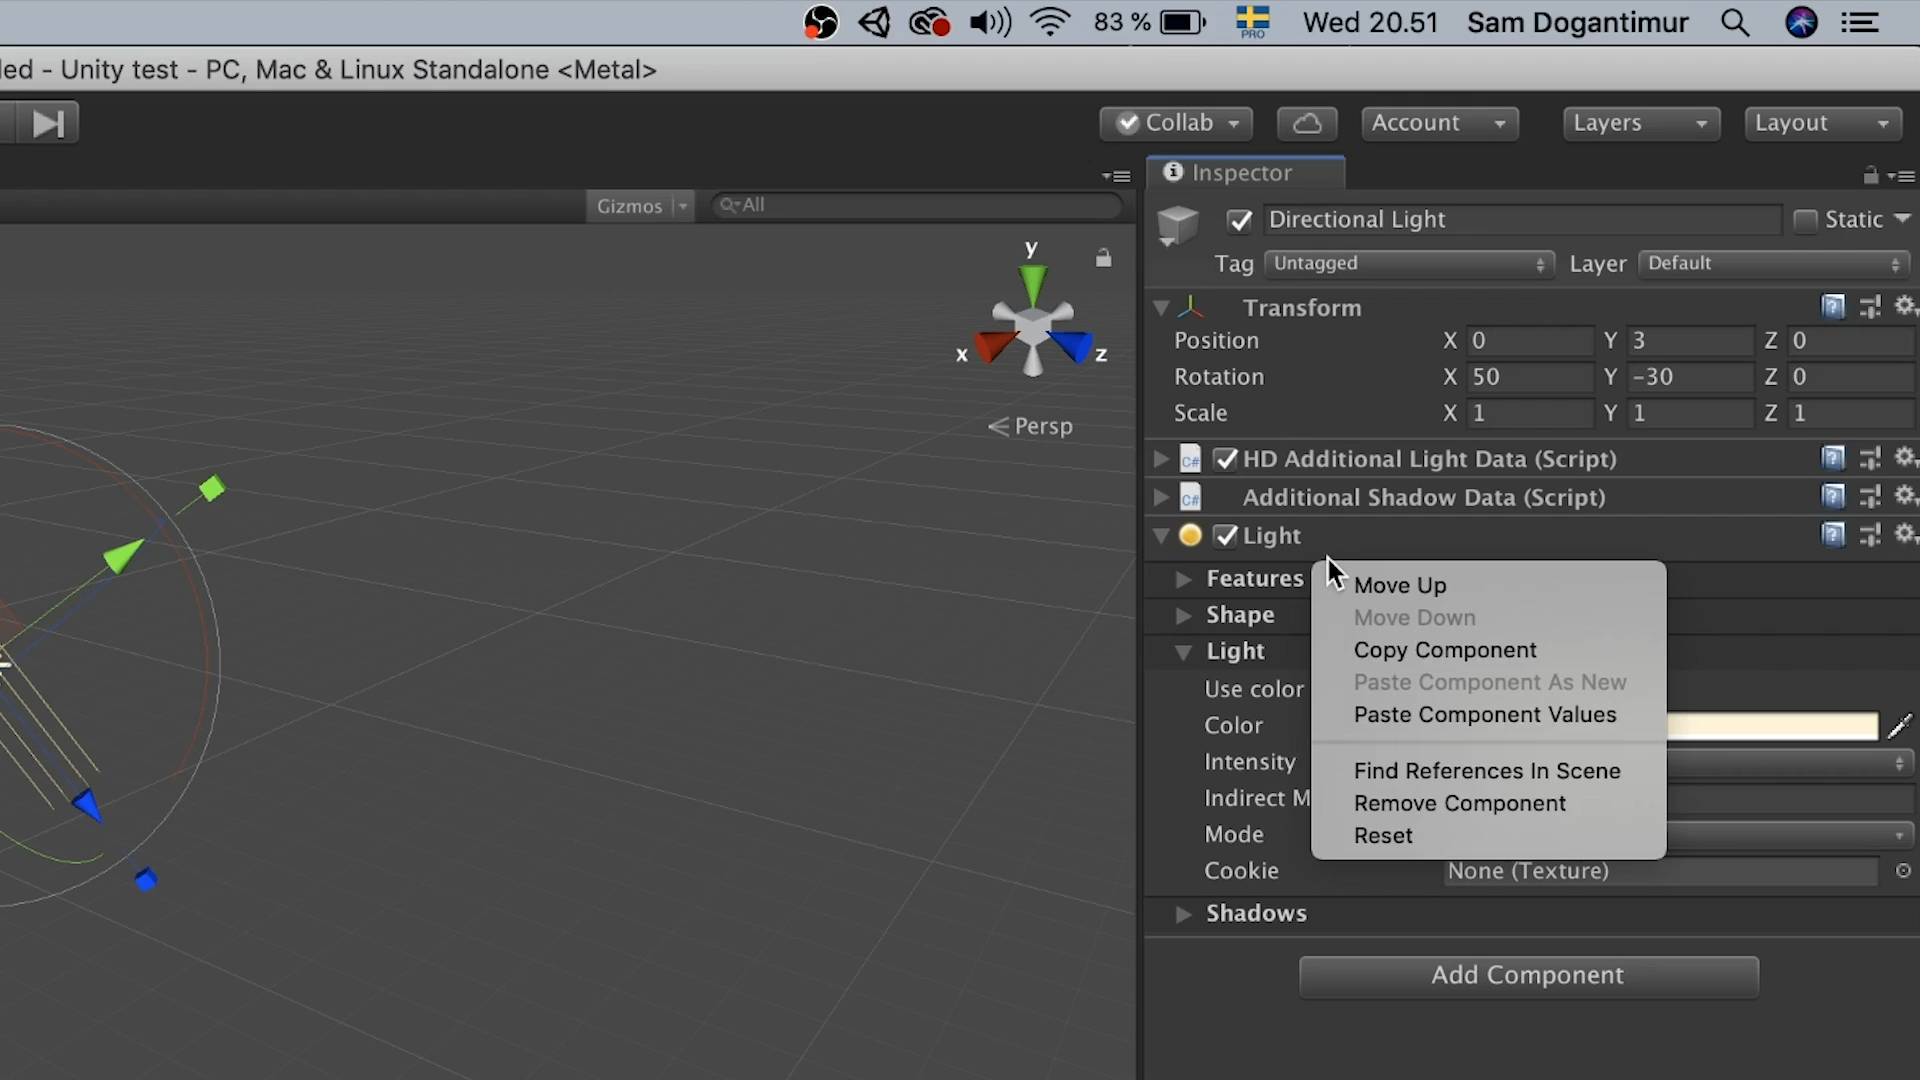 83 % PRO Wed 20.51 Sam Dogantimur
led - Unity test - PC, Mac & Linux Standalone <Metal>
Collab Account Layers Layout
Inspector
Gizmos All
Directional Light Static
Tag Untagged Layer Default
y
x z
Persp
Transform
Position X 0 Y 3 Z 0
Rotation X 50 Y -30 Z 0
Scale X 1 Y 1 Z 1
C# HD Additional Light Data (Script)
C# Additional Shadow Data (Script)
Light
Features
Shape
Light
Use color
Color
Intensity
Indirect M
Mode
Cookie None (Texture)
Shadows
Move Up
Move Down
Copy Component
Paste Component As New
Paste Component Values
Find References In Scene
Remove Component
Reset
Add Component